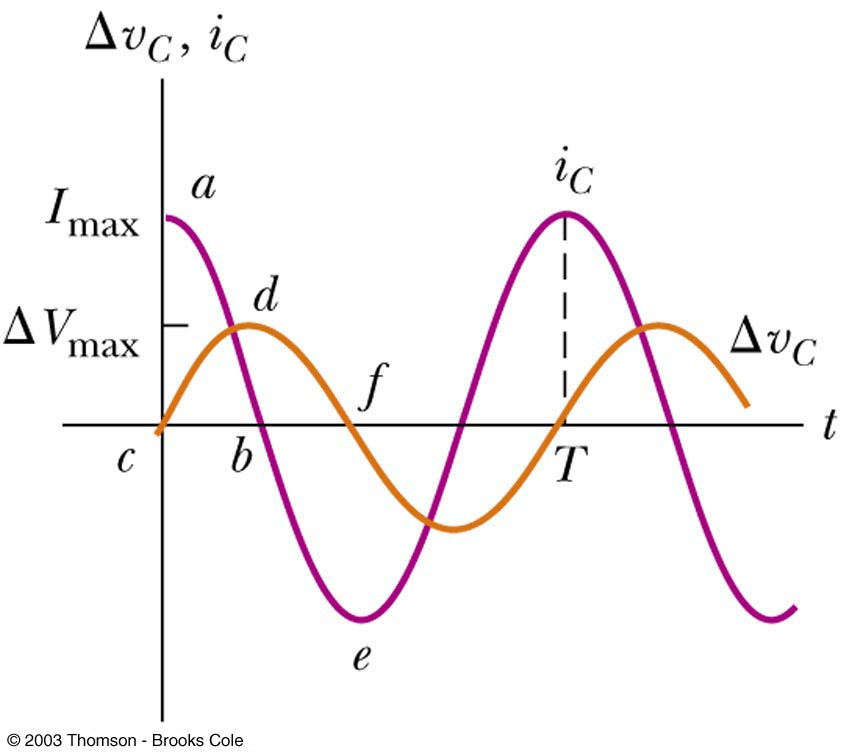 Δv_C, i_C
a
i_C
I_max
d
ΔV_max
Δv_C
f
t
c
b
T
e
© 2003 Thomson - Brooks Cole